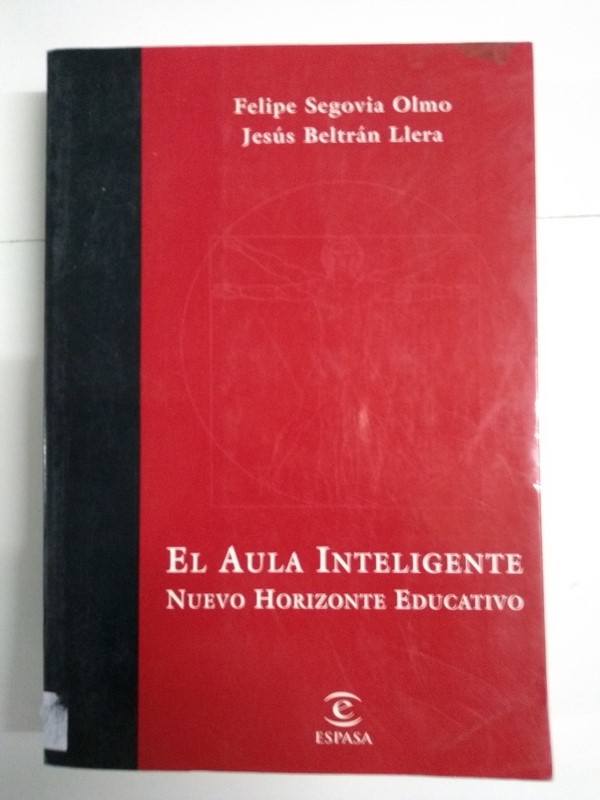 Felipe Segovia Olmo
Jesús Beltrán Llera
EL AULA INTELIGENTE
NUEVO HORIZONTE EDUCATIVO
ESPASA